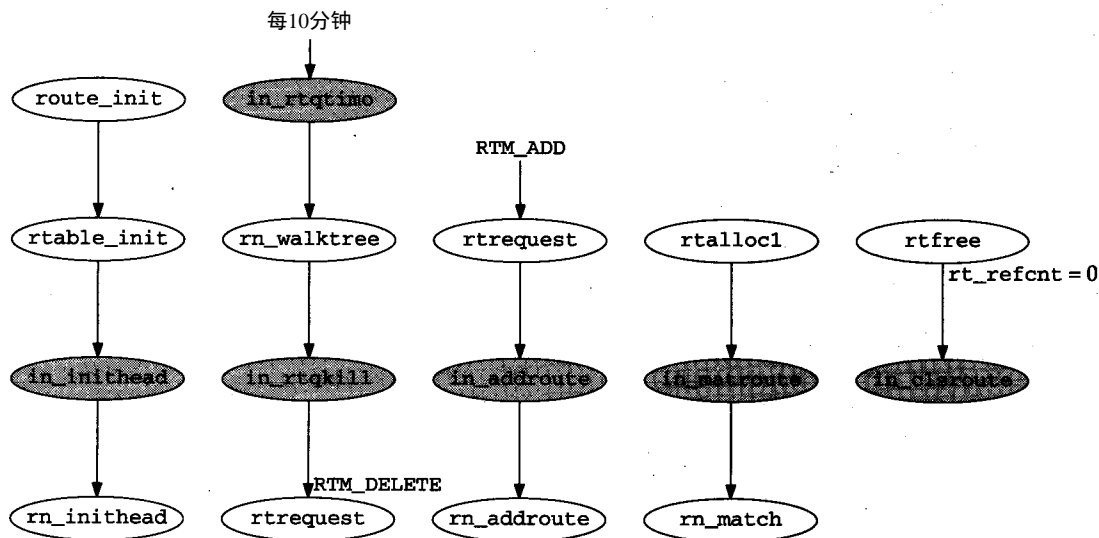 每10分钟
route_init
in_rtqtimo
RTM_ADD
rtable_init
rn_walktree
rtrequest
rtalloc1
rtfree
rt_refcnt = 0
in_inithead
in_rtqkill
in_addroute
in_matroute
in_clsroute
RTM_DELETE
rn_inithead
rtrequest
rn_addroute
rn_match